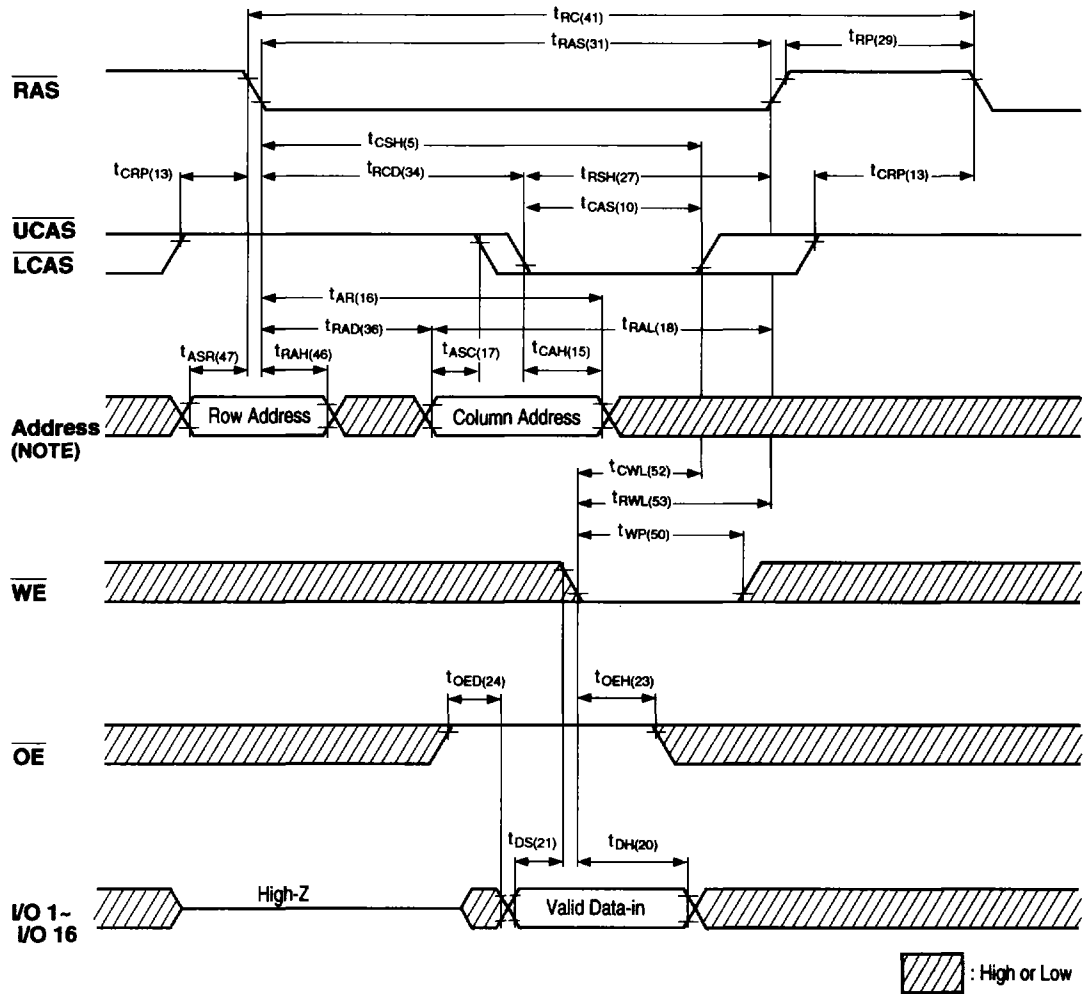 tRC(41)
tRAS(31)
tRP(29)
RAS
tCSH(5)
tCRP(13)
tRCD(34)
tRSH(27)
tCRP(13)
tCAS(10)
UCAS
LCAS
tAR(16)
tRAD(36)
tRAL(18)
tASR(47)
tRAH(46)
tASC(17)
tCAH(15)
Row Address
Column Address
Address
(NOTE)
tCWL(52)
tRWL(53)
tWP(50)
WE
tOED(24)
tOEH(23)
OE
tDS(21)
tDH(20)
High-Z
Valid Data-in
I/O 1~
I/O 16
: High or Low